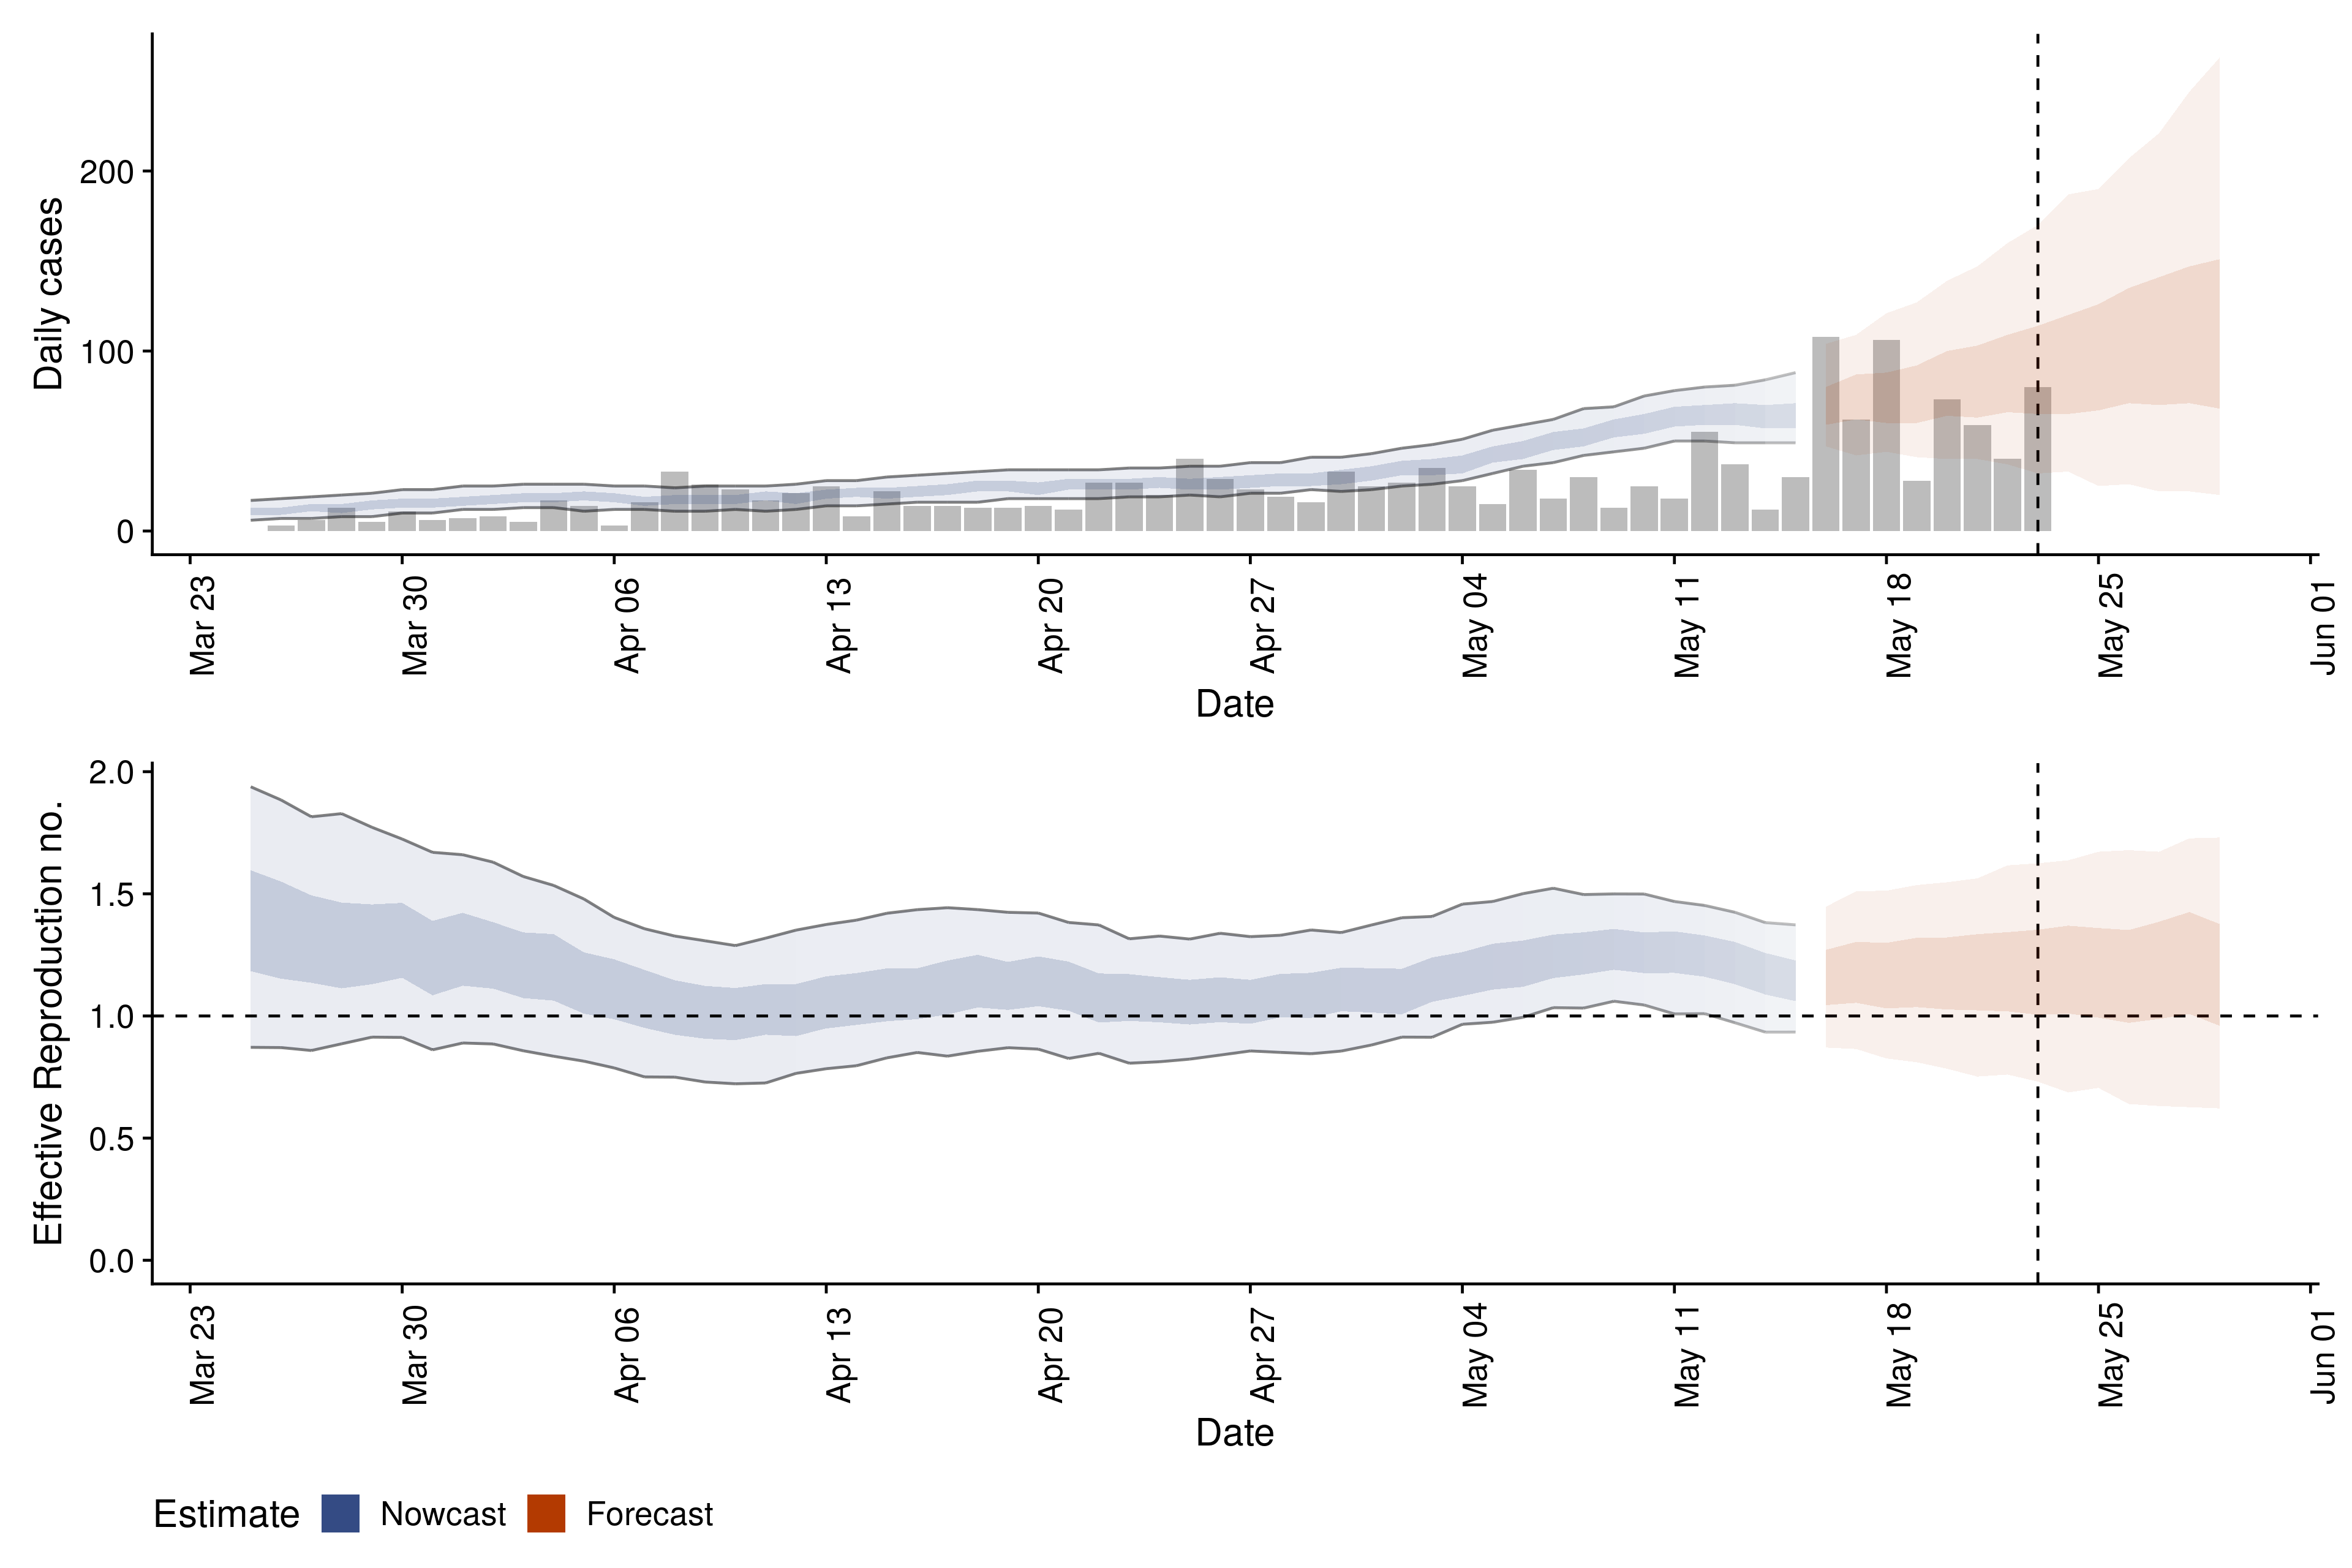 Daily cases
200
100
0
Mar 23
Mar 30
Apr 06
Apr 13
Apr 20
Apr 27
May 04
May 11
May 18
May 25
Jun 01
Date
Effective Reproduction no.
2.0
1.5
1.0
0.5
0.0
Mar 23
Mar 30
Apr 06
Apr 13
Apr 20
Apr 27
May 04
May 11
May 18
May 25
Jun 01
Date
Estimate Nowcast Forecast